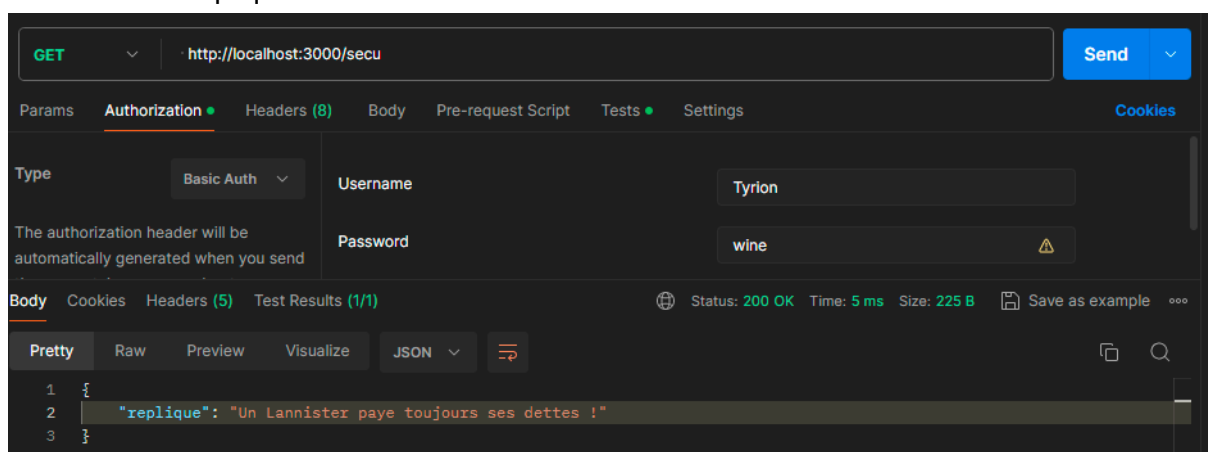 GET http://localhost:3000/secu Send
Params Authorization Headers (8) Body Pre-request Script Tests Settings Cookies
Type Basic Auth
Username Tyrion
The authorization header will be
automatically generated when you send
Password wine
Body Cookies Headers (5) Test Results (1/1) Status: 200 OK Time: 5 ms Size: 225 B Save as example
Pretty Raw Preview Visualize JSON
1 {
2 "replique": "Un Lannister paye toujours ses dettes !"
3 }